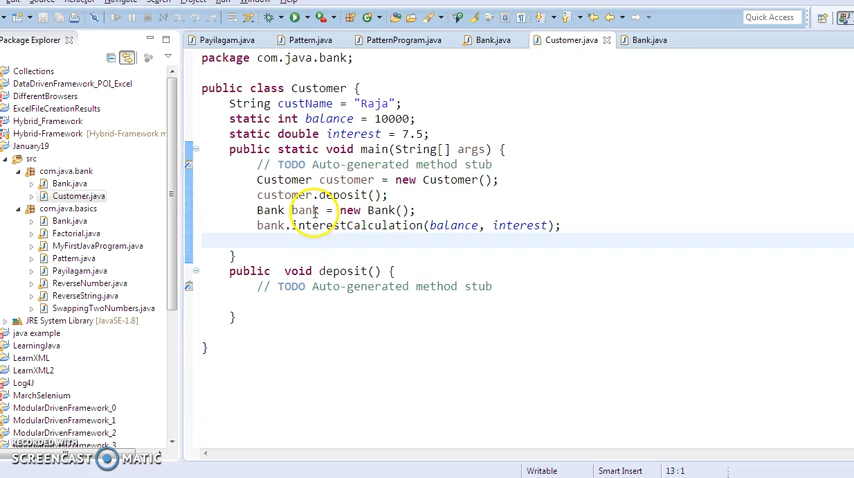 Quick Access
Package Explorer
Payilagam.java
Pattern.java
PatternProgram.java
Bank.java
Customer.java
Bank.java
Collections
DataDrivenFramework_POI_Excel
EcoFriendlyBusiness
ExcelFileCreationResults
Hybrid_Framework
Hybrid-Framework [Hybrid-Framework
January19
src
com.java.bank
Bank.java
Customer.java
com.java.basics
Bank.java
Factorial.java
MyFirstJavaProgram.java
Pattern.java
Payilagam.java
ReverseNumber.java
ReverseString.java
SwappingTwoNumbers.java
JRE System Library [JavaSE-1.8]
java example
LearningJava
LearnXML
LearnXML2
Log4J
MarchSelenium
ModularDrivenFramework_0
ModularDrivenFramework_1
ModularDrivenFramework_2
package com.java.bank;
public class Customer {
String custName = "Raja";
static int balance = 10000;
static double interest = 7.5;
public static void main(String[] args) {
// TODO Auto-generated method stub
Customer customer = new Customer();
customer.deposit();
Bank bank = new Bank();
bank.interestCalculation(balance, interest);
}
public void deposit() {
// TODO Auto-generated method stub
}
}
RECORDED WITH
SCREENCAST MATIC
Writable
Smart Insert
13 : 1